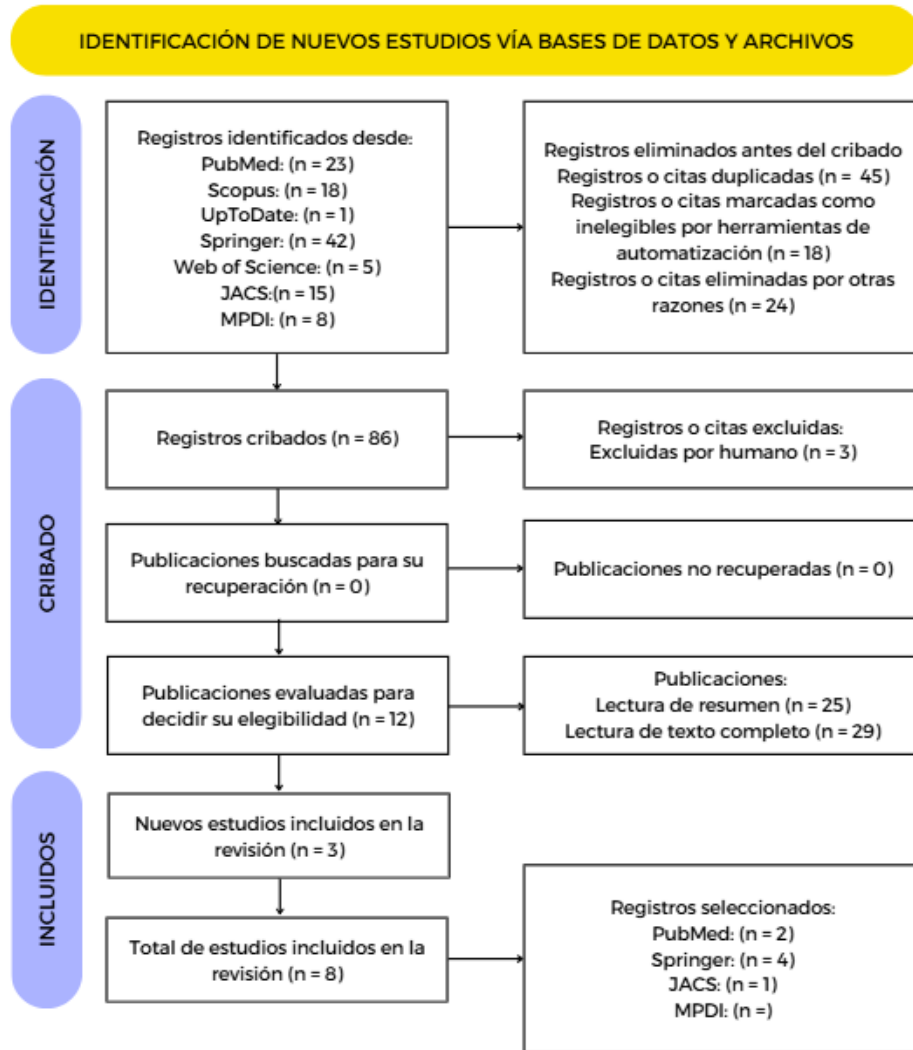 IDENTIFICACIÓN DE NUEVOS ESTUDIOS VÍA BASES DE DATOS Y ARCHIVOS
IDENTIFICACIÓN
Registros identificados desde:
PubMed: (n = 23)
Scopus: (n = 18)
UpToDate: (n = 1)
Springer: (n = 42)
Web of Science: (n = 5)
JACS:(n = 15)
MPDI: (n = 8)
Registros eliminados antes del cribado
Registros o citas duplicadas (n = 45)
Registros o citas marcadas como
inelegibles por herramientas de
automatización (n = 18)
Registros o citas eliminadas por otras
razones (n = 24)
CRIBADO
Registros cribados (n = 86)
Registros o citas excluidas:
Excluidas por humano (n = 3)
Publicaciones buscadas para su
recuperación (n = 0)
Publicaciones no recuperadas (n = 0)
Publicaciones evaluadas para
decidir su elegibilidad (n = 12)
Publicaciones:
Lectura de resumen (n = 25)
Lectura de texto completo (n = 29)
INCLUIDOS
Nuevos estudios incluidos en la
revisión (n = 3)
Total de estudios incluidos en la
revisión (n = 8)
Registros seleccionados:
PubMed: (n = 2)
Springer: (n = 4)
JACS: (n = 1)
MPDI: (n =)